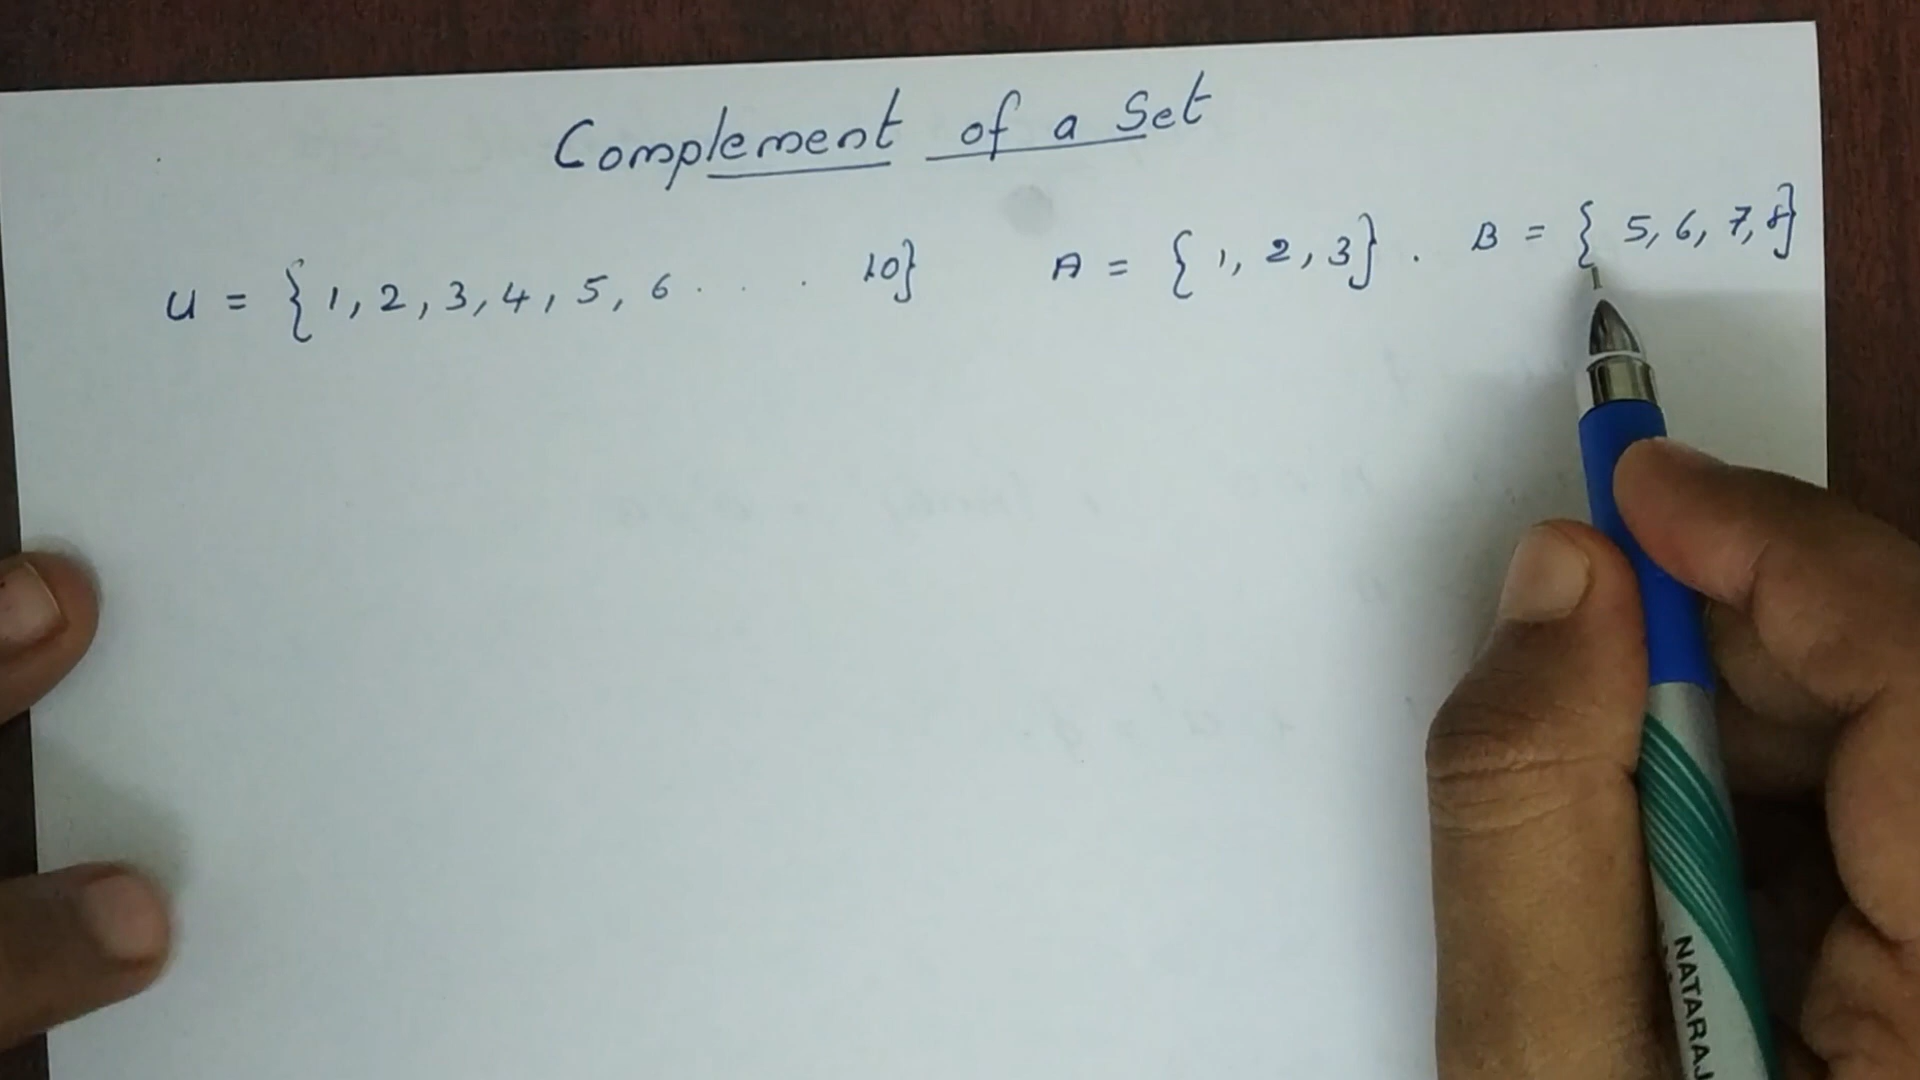 Complement of a Set
U = {1, 2, 3, 4, 5, 6 . . . 10} A = {1, 2, 3}. B = {5, 6, 7, 8}
NATARAJ